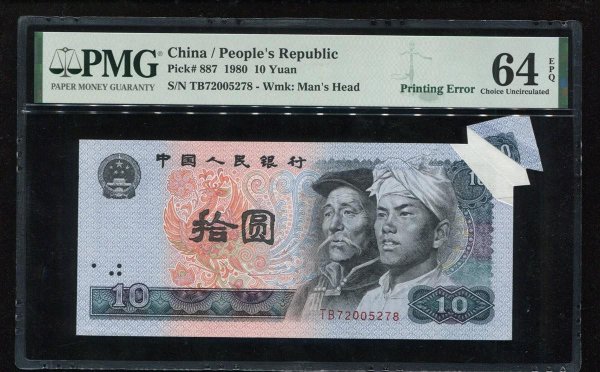 PMG
PAPER MONEY GUARANTY
China / People's Republic
Pick# 887 1980 10 Yuan
S/N TB72005278 - Wmk: Man's Head
Printing Error
64 EPQ
Choice Uncirculated
中国人民银行
拾圆
10
10
TB72005278
10